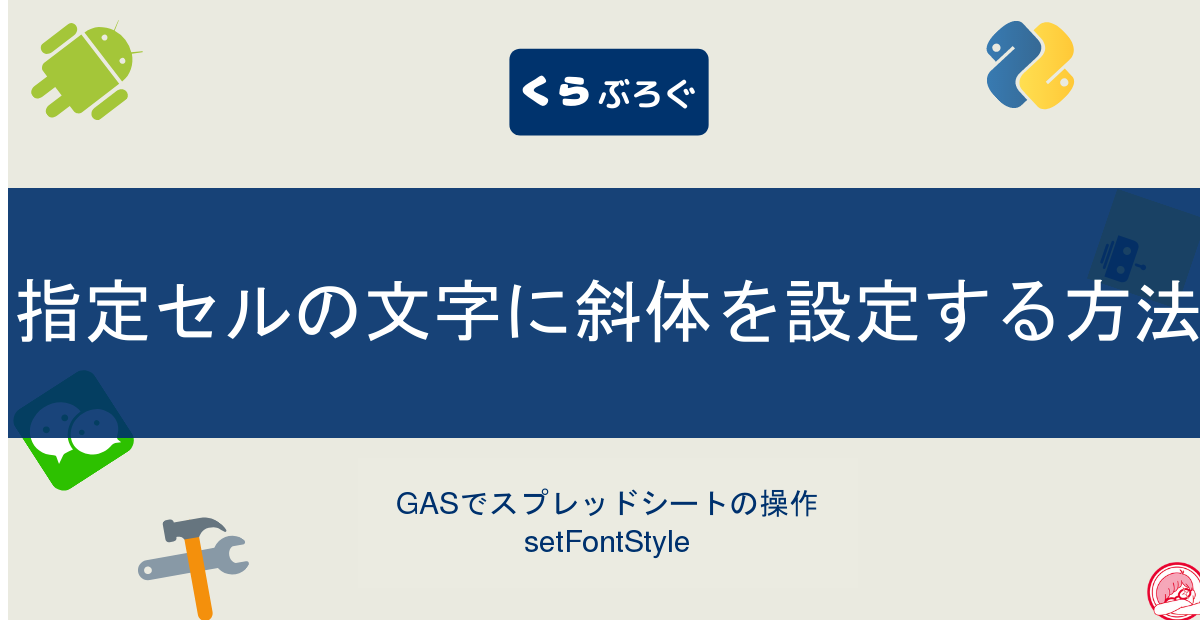 くらぶろぐ
指定セルの文字に斜体を設定する方法
GASでスプレッドシートの操作
setFontStyle